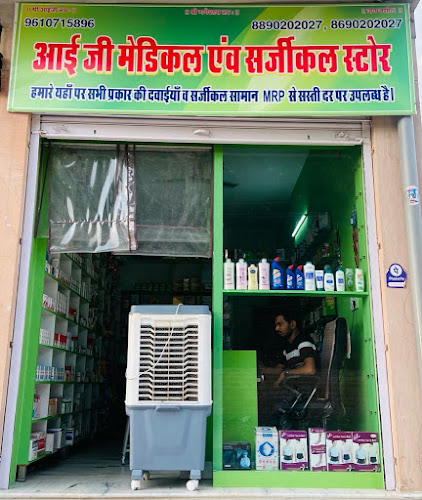 9610715896
8890202027, 8690202027
आई जी मेडिकल एंव सर्जीकल स्टोर
हमारे यहाँ पर सभी प्रकार की दवाईयाँ व सर्जीकल सामान MRP से सस्ती दर पर उपलब्ध है।